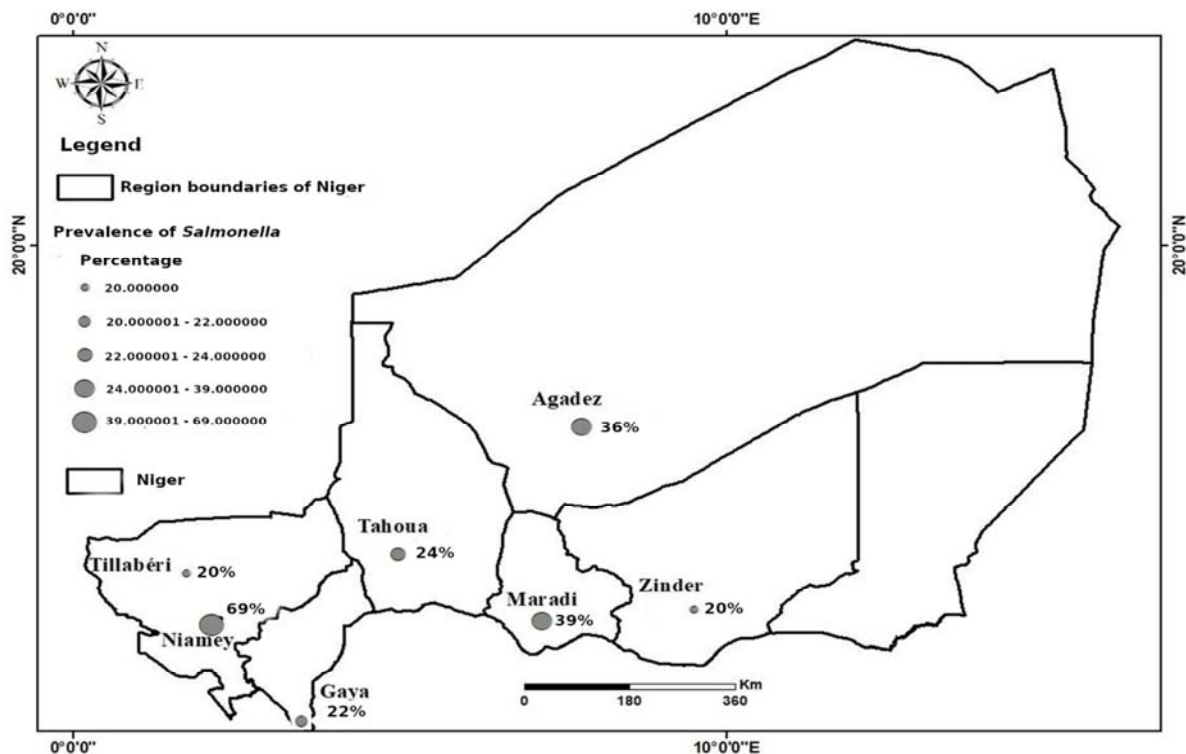 0°0'0"
10°0'0"E
N
W
E
S
Legend
Region boundaries of Niger
Prevalence of Salmonella
Percentage
20.000000
20.000001 - 22.000000
22.000001 - 24.000000
24.000001 - 39.000000
39.000001 - 69.000000
Niger
20°0'0"N
20°0'0"N
Agadez
36%
Tahoua
24%
Tillabéri
20%
69%
Niamey
Maradi
39%
Zinder
20%
Gaya
22%
Km
0 180 360
0°0'0"
10°0'0"E